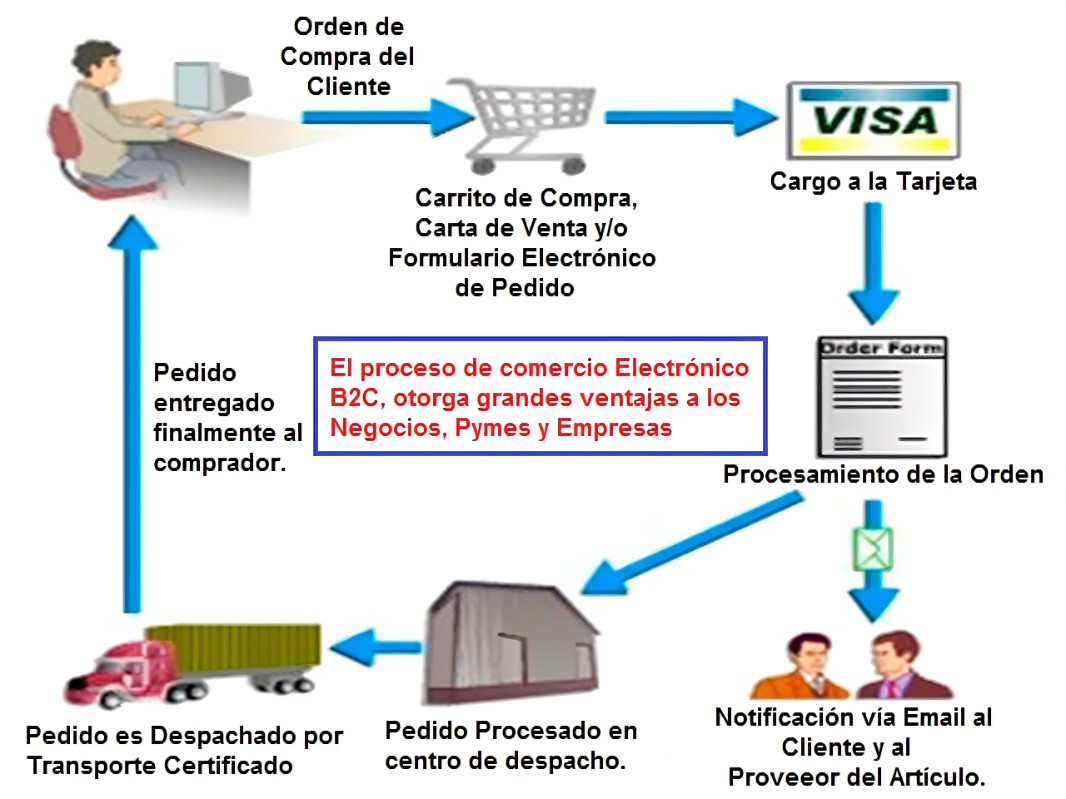 Orden de
Compra del
Cliente
VISA
Cargo a la Tarjeta
Carrito de Compra,
Carta de Venta y/o
Formulario Electrónico
de Pedido
Order Form
Procesamiento de la Orden
El proceso de comercio Electrónico
B2C, otorga grandes ventajas a los
Negocios, Pymes y Empresas
Pedido
entregado
finalmente al
comprador.
Pedido es Despachado por
Transporte Certificado
Pedido Procesado en
centro de despacho.
Notificación vía Email al
Cliente y al
Proveeor del Artículo.